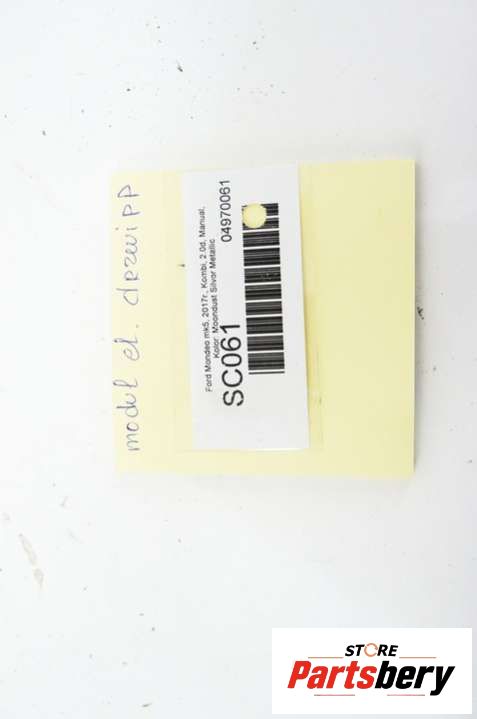 modul el. drzwi PP
Ford Mondeo mk5, 2017r., Kombi, 2.0d, Manual,
Kolor: Moondust Silvor Metallic
SC061
04970061
STORE
Partsbery